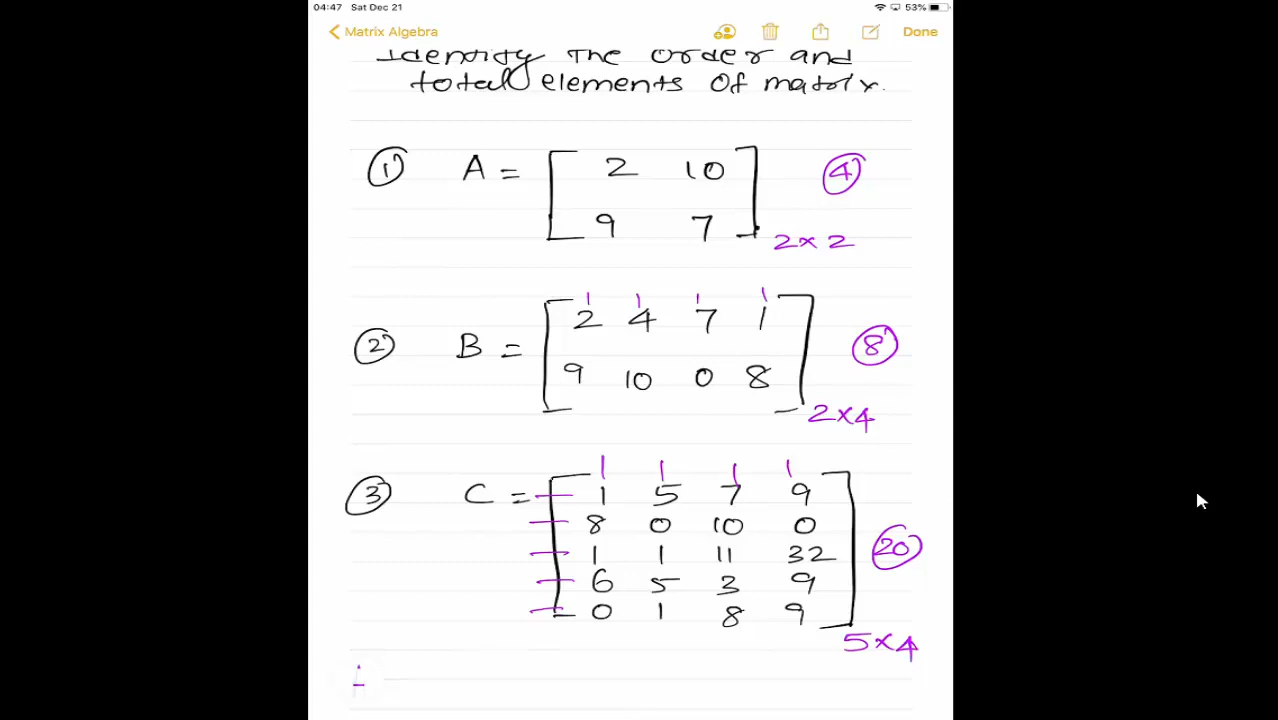 04:47 Sat Dec 21 53%
Matrix Algebra Done
Identity The order and
total elements of matrix.
① A = [ 2 10 ④
9 7 ] 2×2
② B = [ 2 4 7 1 ⑧
9 10 0 8 ] 2×4
③ C = [ 1 5 7 9
8 0 10 0 ⑳
1 1 11 32
6 5 3 9
0 1 8 9 ] 5×4